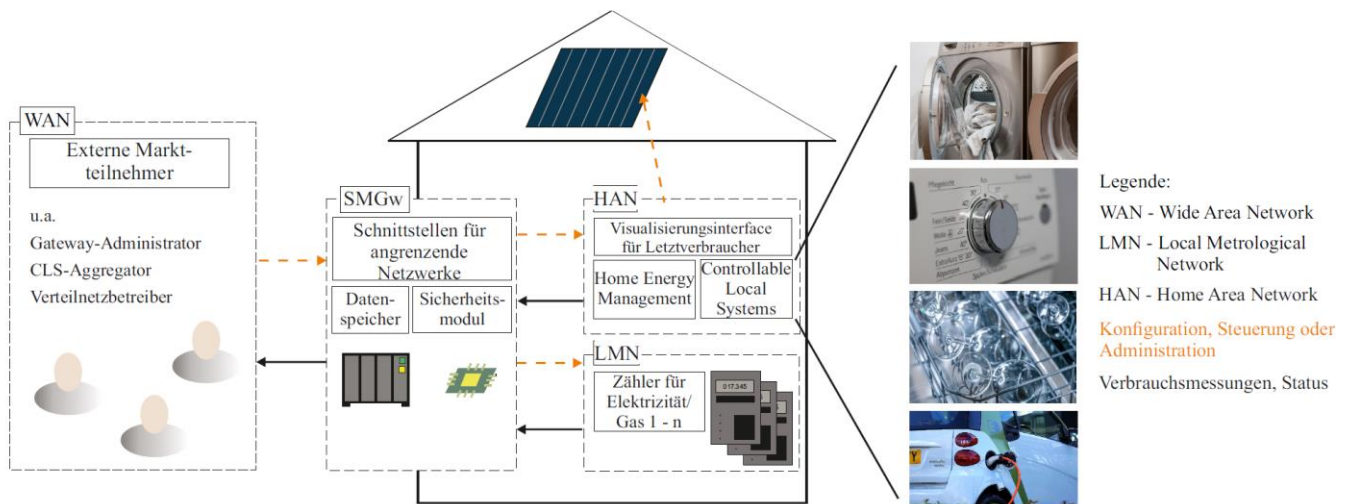 WAN
Externe Markt-
teilnehmer
u.a.
Gateway-Administrator
CLS-Aggregator
Verteilnetzbetreiber
SMGw
Schnittstellen für
angrenzende
Netzwerke
Daten-
speicher
Sicherheits-
modul
HAN
Visualisierungsinterface
für Letztverbraucher
Home Energy
Management
Controllable
Local
Systems
LMN
Zähler für
Elektrizität/
Gas 1 - n
017.345
Pflegeleicht
Aus
Legende:
WAN - Wide Area Network
LMN - Local Metrological
Network
HAN - Home Area Network
Konfiguration, Steuerung oder
Administration
Verbrauchsmessungen, Status